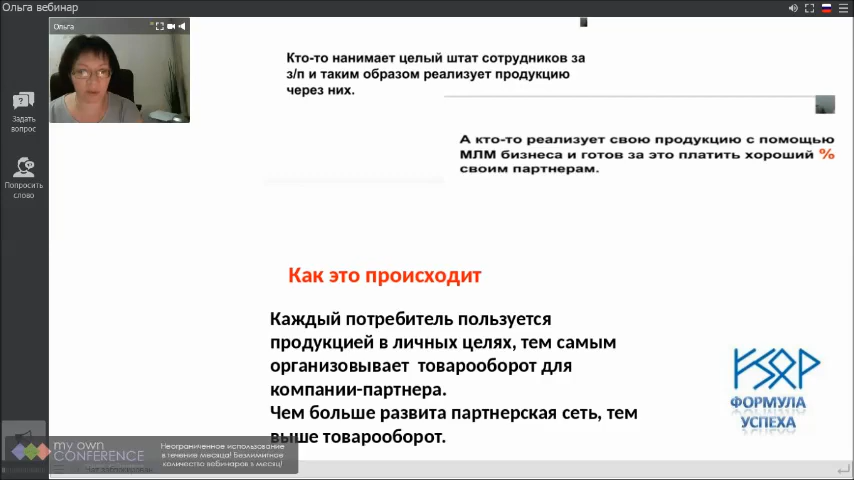 Ольга вебинар
Ольга
Задать
вопрос
Попросить
слово
Кто-то нанимает целый штат сотрудников за
з/п и таким образом реализует продукцию
через них.
А кто-то реализует свою продукцию с помощью
МЛМ бизнеса и готов за это платить хороший %
своим партнерам.
Как это происходит
Каждый потребитель пользуется
продукцией в личных целях, тем самым
организовывает товарооборот для
компании-партнера.
Чем больше развита партнерская сеть, тем
выше товарооборот.
ФОРМУЛА
УСПЕХА
my own
CONFERENCE
Неограниченное использование
в течение месяца! Безлимитное
количество вебинаров в месяц!